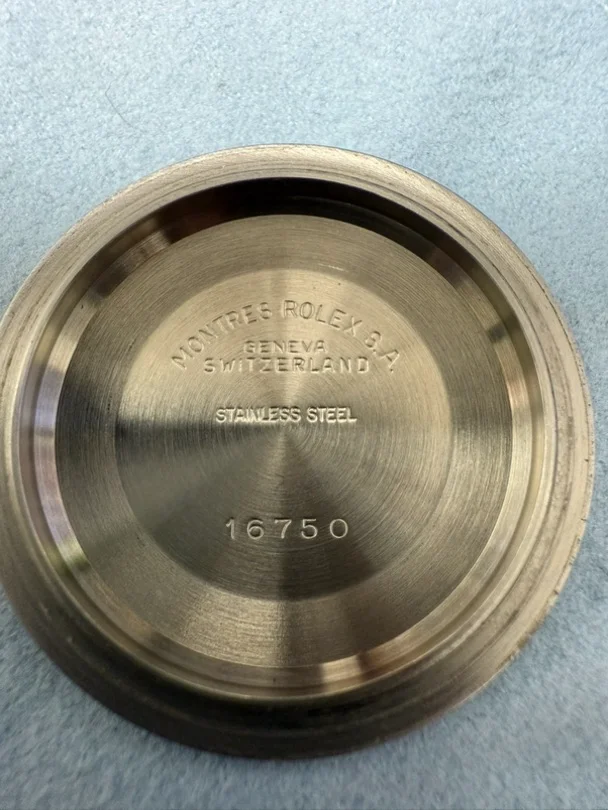 MONTRES ROLEX S.A.
GENEVA
SWITZERLAND
STAINLESS STEEL
16750